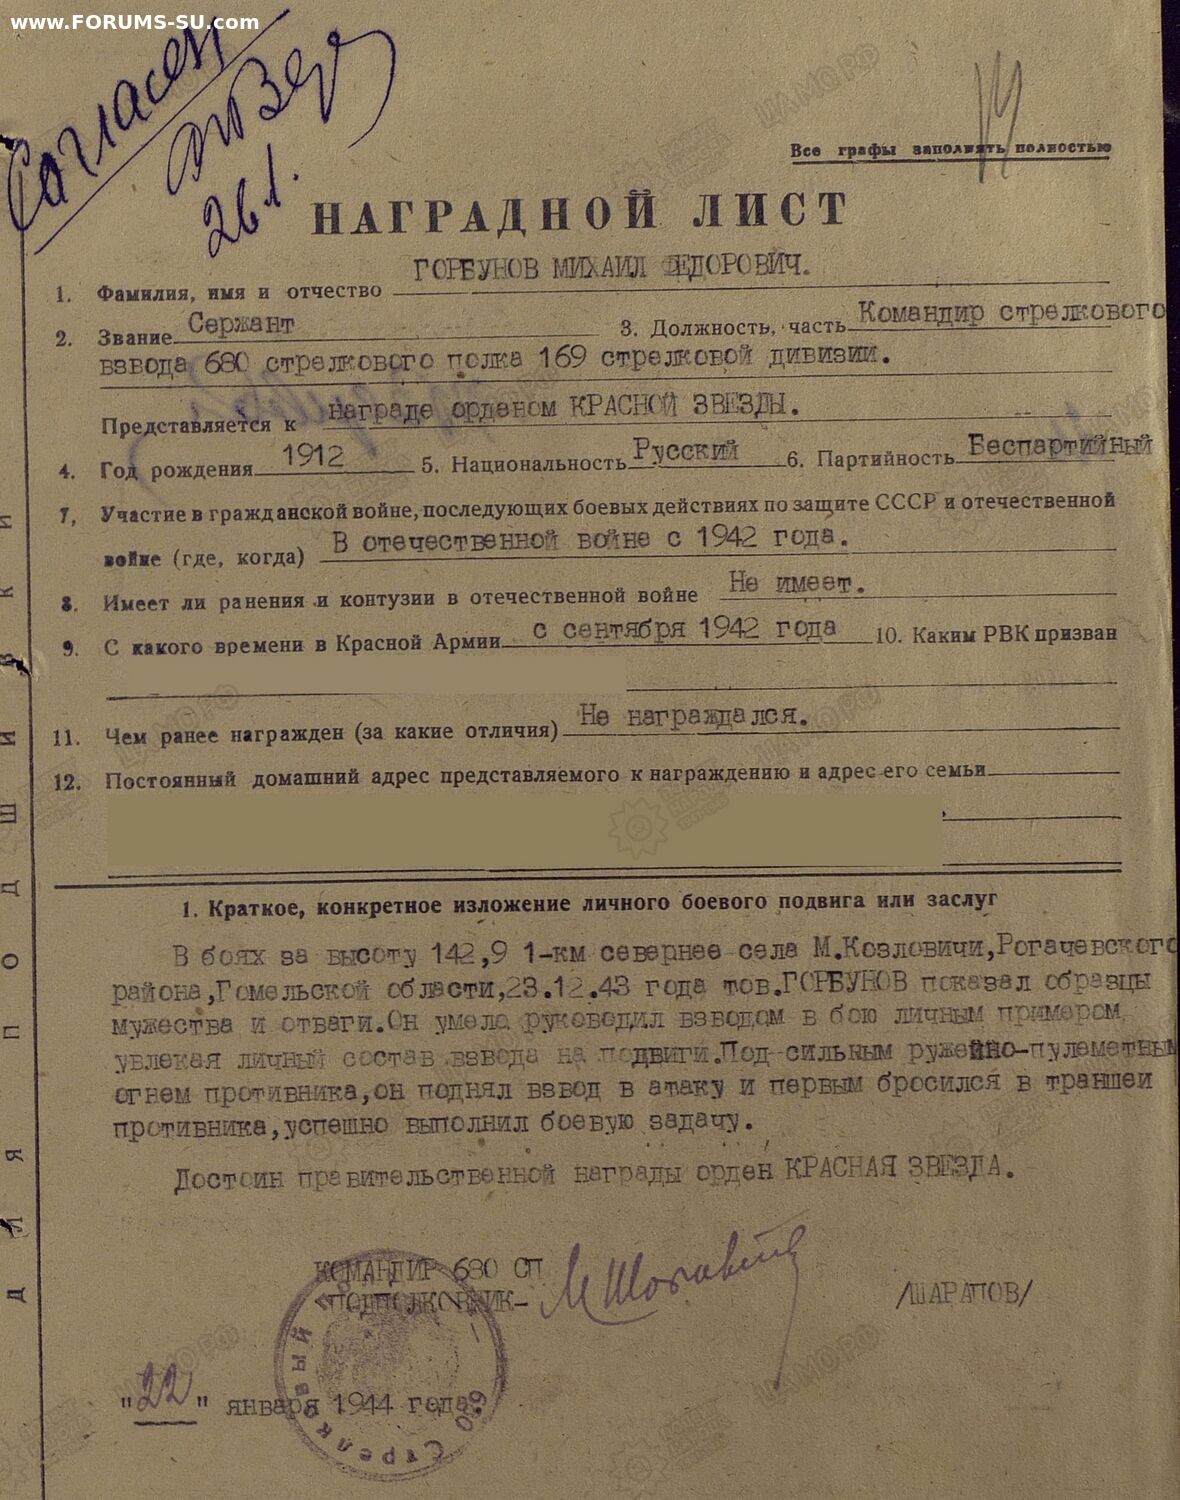 www.FORUMS-SU.com
Согласен
26.1.
Все графы заполнять полностью
НАГРАДНОЙ ЛИСТ
1. Фамилия, имя и отчество ГОРБУНОВ МИХАИЛ ФЕДОРОВИЧ.
2. Звание Сержант 3. Должность, часть Командир стрелкового
взвода 680 стрелкового полка 169 стрелковой дивизии.
Представляется к награде орденом КРАСНОЙ ЗВЕЗДЫ.
4. Год рождения 1912 5. Национальность Русский 6. Партийность Беспартийный
7, Участие в гражданской войне, последующих боевых действиях по защите СССР и отечественной
войне (где, когда) В отечественной войне с 1942 года.
8. Имеет ли ранения и контузии в отечественной войне Не имеет.
9. С какого времени в Красной Армии с сентября 1942 года 10. Каким РВК призван
11. Чем ранее награжден (за какие отличия) Не награждался.
12. Постоянный домашний адрес представляемого к награждению и адрес его семьи
1. Краткое, конкретное изложение личного боевого подвига или заслуг
В боях за высоту 142,9 1-км севернее села М.Козловичи,Рогачевского
района,Гомельской области,23.12.43 года тов.ГОРБУНОВ показал образцы
мужества и отваги.Он умело руководил взводом в бою личным примером
увлекая личный состав взвода на подвиги.Под сильным ружейно-пулеметным
огнем противника,он поднял взвод в атаку и первым бросился в траншеи
противника,успешно выполнил боевую задачу.
Достоин правительственной награды орден КРАСНАЯ ЗВЕЗДА.
КОМАНДИР 680 СП
ПОДПОЛКОВНИК- /ШАРАПОВ/
"22" января 1944 года.
ДЛЯ ПОДШИВКИ